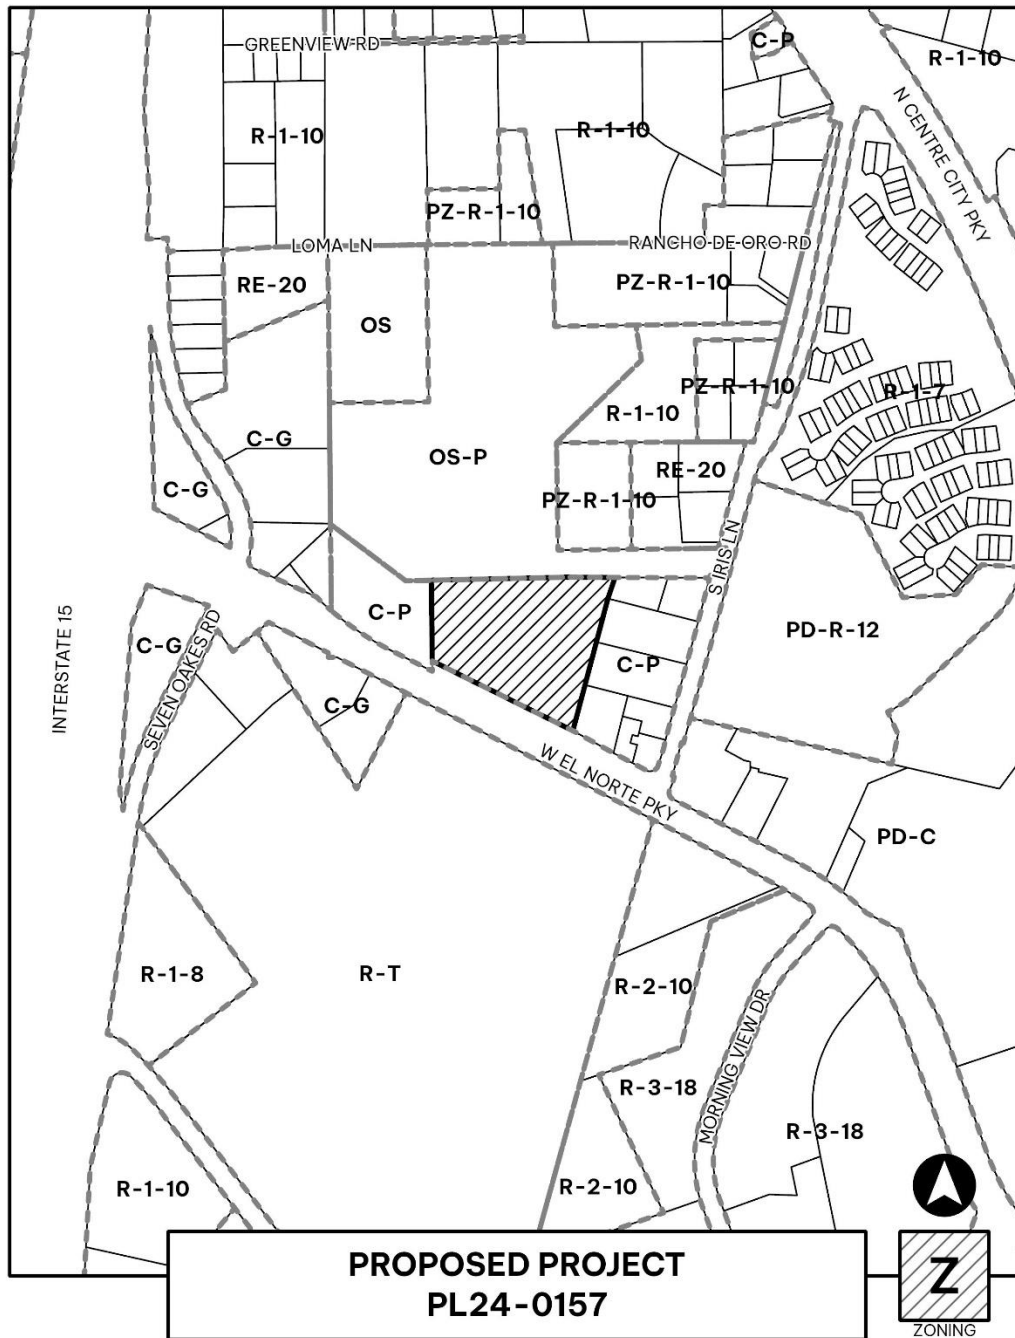 GREENVIEW RD
C-P
R-1-10
R-1-10
R-1-10
N CENTRE CITY PKY
PZ-R-1-10
LOMA LN
RANCHO DE ORO RD
RE-20
PZ-R-1-10
OS
PZ-R-1-10
R-1-7
R-1-10
C-G
OS-P
RE-20
C-G
PZ-R-1-10
S IRIS LN
C-P
PD-R-12
INTERSTATE 15
C-G
SEVEN OAKES RD
C-P
C-G
W EL NORTE PKY
PD-C
R-1-8
R-T
R-2-10
MORNING VIEW DR
R-3-18
R-3-18
R-1-10
R-2-10
PROPOSED PROJECT
PL24-0157
Z
ZONING